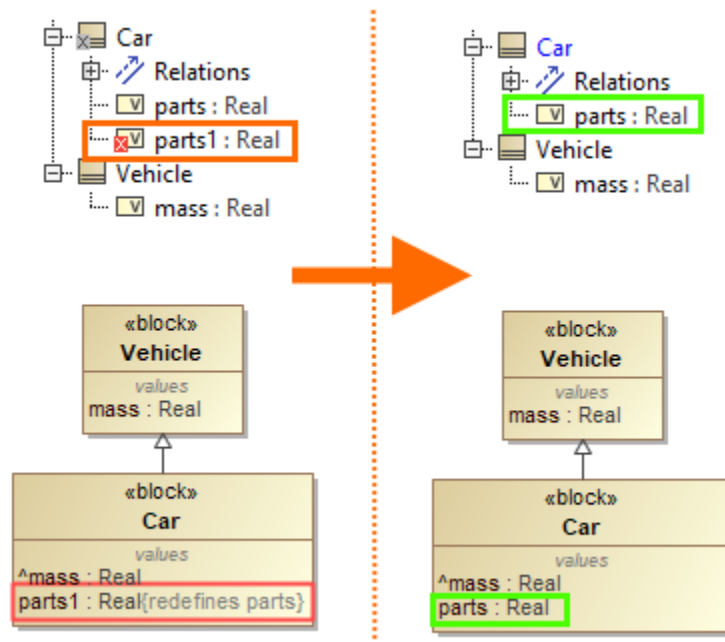 Car
Relations
parts : Real
parts1 : Real
Vehicle
mass : Real
«block»
Vehicle
values
mass : Real
«block»
Car
values
^mass : Real
parts1 : Real{redefines parts}
Car
Relations
parts : Real
Vehicle
mass : Real
«block»
Vehicle
values
mass : Real
«block»
Car
values
^mass : Real
parts : Real